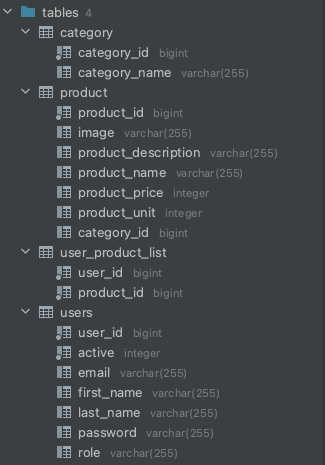 tables 4
category
category_id bigint
category_name varchar(255)
product
product_id bigint
image varchar(255)
product_description varchar(255)
product_name varchar(255)
product_price integer
product_unit integer
category_id bigint
user_product_list
user_id bigint
product_id bigint
users
user_id bigint
active integer
email varchar(255)
first_name varchar(255)
last_name varchar(255)
password varchar(255)
role varchar(255)